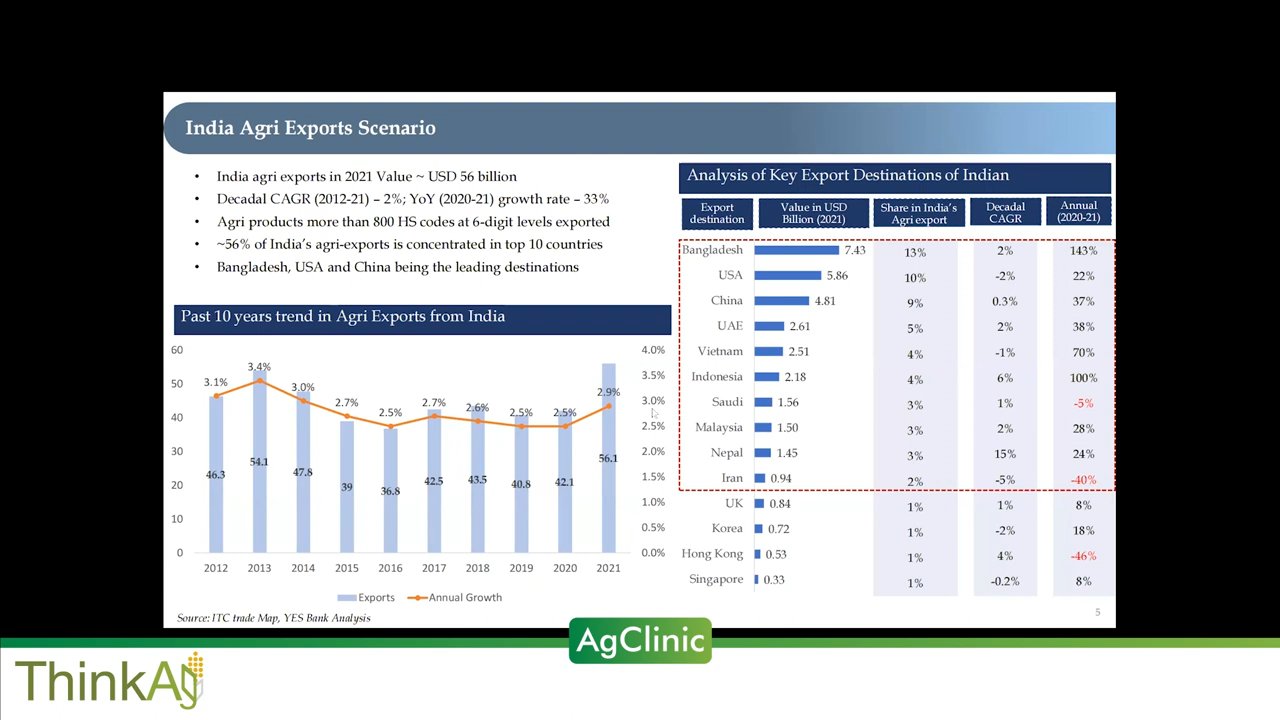 India Agri Exports Scenario
• India agri exports in 2021 Value ~ USD 56 billion
• Decadal CAGR (2012-21) – 2%; YoY (2020-21) growth rate – 33%
• Agri products more than 800 HS codes at 6-digit levels exported
• ~56% of India's agri-exports is concentrated in top 10 countries
• Bangladesh, USA and China being the leading destinations
Past 10 years trend in Agri Exports from India
60
50
40
30
20
10
0
4.0%
3.5%
3.0%
2.5%
2.0%
1.5%
1.0%
0.5%
0.0%
3.1% 3.4% 3.0% 2.7% 2.5% 2.7% 2.6% 2.5% 2.5% 2.9%
46.3 54.1 47.8 39 36.8 42.5 43.5 40.8 42.1 56.1
2012 2013 2014 2015 2016 2017 2018 2019 2020 2021
Exports Annual Growth
Source: ITC trade Map, YES Bank Analysis
Analysis of Key Export Destinations of Indian
Export destination
Value in USD Billion (2021)
Share in India's Agri export
Decadal CAGR
Annual (2020-21)
Bangladesh 7.43 13% 2% 143%
USA 5.86 10% -2% 22%
China 4.81 9% 0.3% 37%
UAE 2.61 5% 2% 38%
Vietnam 2.51 4% -1% 70%
Indonesia 2.18 4% 6% 100%
Saudi 1.56 3% 1% -5%
Malaysia 1.50 3% 2% 28%
Nepal 1.45 3% 15% 24%
Iran 0.94 2% -5% -40%
UK 0.84 1% 1% 8%
Korea 0.72 1% -2% 18%
Hong Kong 0.53 1% 4% -46%
Singapore 0.33 1% -0.2% 8%
5
AgClinic
ThinkAg